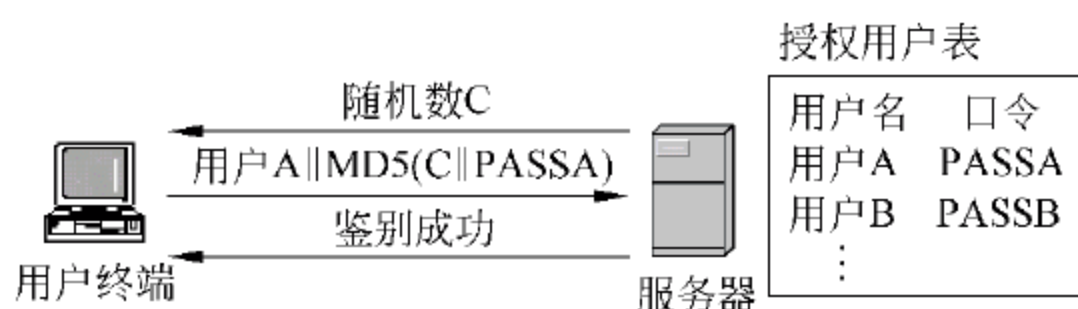 授权用户表
随机数C
用户名 口令
用户A‖MD5(C‖PASSA)
用户A PASSA
鉴别成功
用户B PASSB
⋮
用户终端
服务器